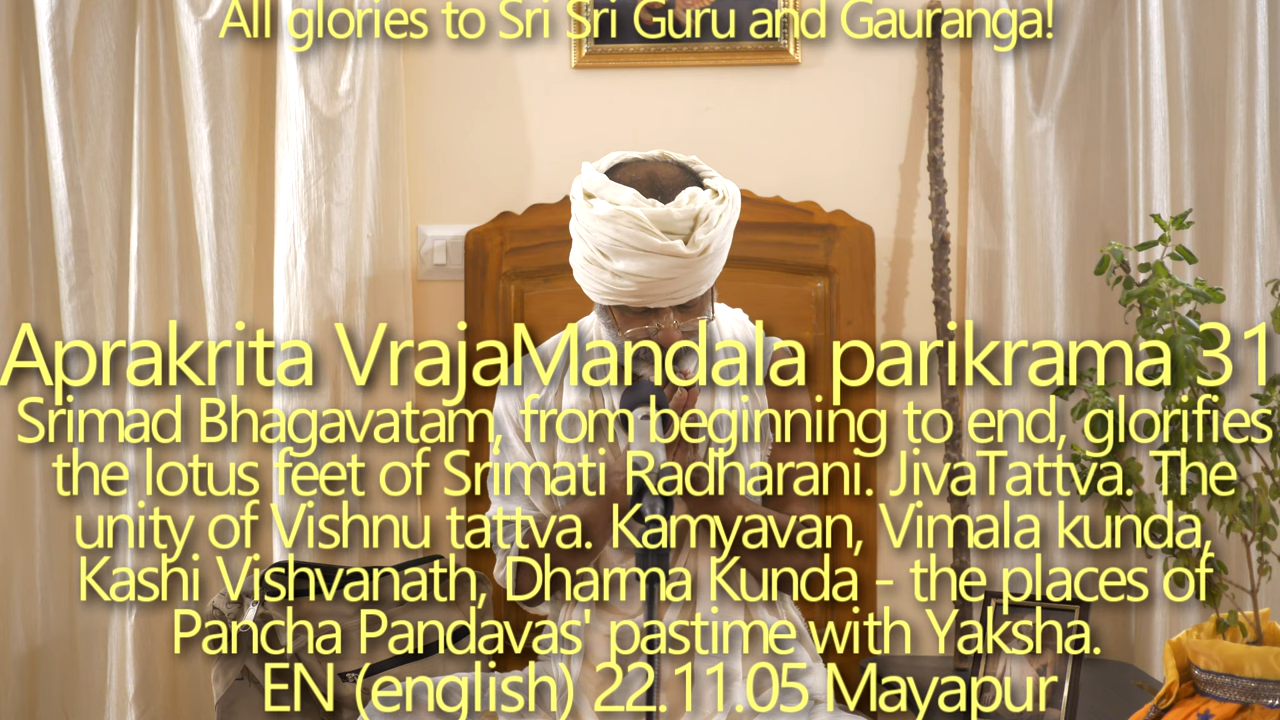 All glories to Sri Sri Guru and Gauranga!
Aprakrita VrajaMandala parikrama 31
Srimad Bhagavatam, from beginning to end, glorifies
the lotus feet of Srimati Radharani. JivaTattva. The
unity of Vishnu tattva. Kamyavan, Vimala kunda,
Kashi Vishvanath, Dharma Kunda - the places of
Pancha Pandavas' pastime with Yaksha.
EN (english) 22.11.05 Mayapur